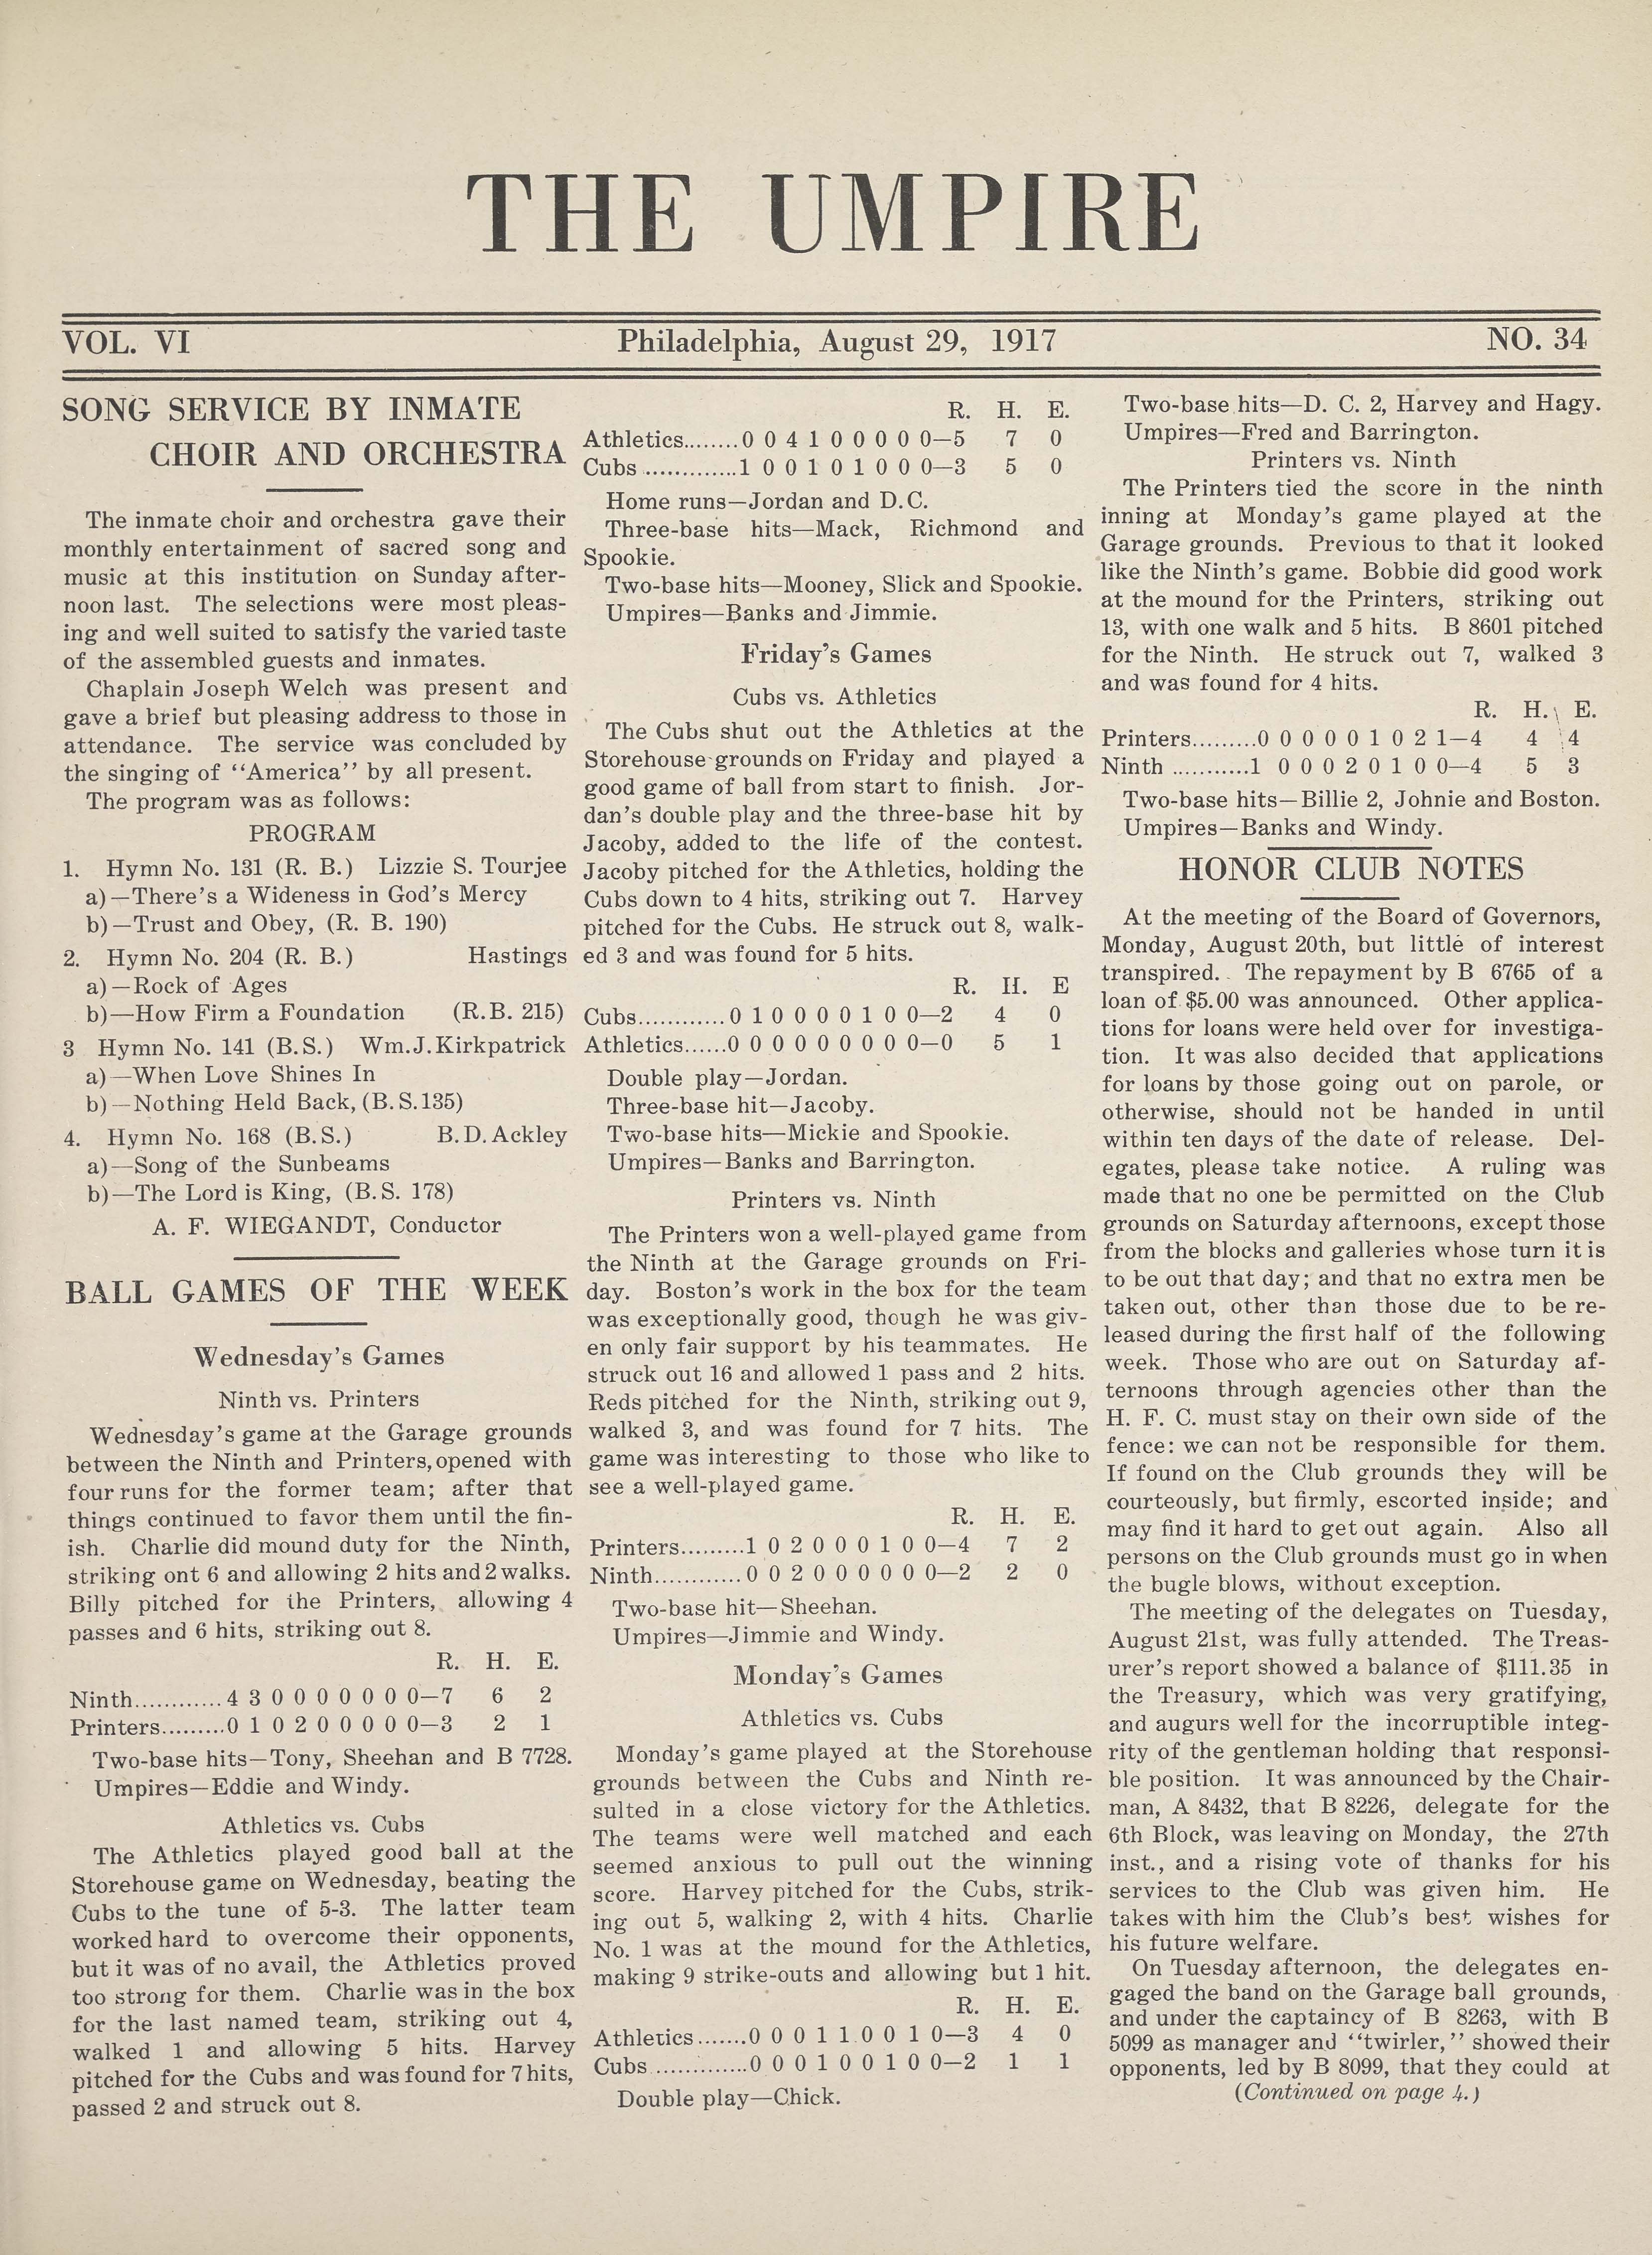 THE UMPIRE
VOL. VI
Philadelphia, August 29, 1917
NO. 34
SONG SERVICE BY INMATE
CHOIR AND ORCHESTRA
The inmate choir and orchestra gave their
monthly entertainment of sacred song and
music at this institution on Sunday after-
noon last. The selections were most pleas-
ing and well suited to satisfy the varied taste
of the assembled guests and inmates.
Chaplain Joseph Welch was present and
gave a brief but pleasing address to those in
attendance. The service was concluded by
the singing of "America" by all present.
The program was as follows:
PROGRAM
1. Hymn No. 131 (R. B.) Lizzie S. Tourjee
a)—There's a Wideness in God's Mercy
b)—Trust and Obey, (R. B. 190)
2. Hymn No. 204 (R. B.) Hastings
a)—Rock of Ages
b)—How Firm a Foundation (R.B. 215)
3 Hymn No. 141 (B.S.) Wm.J.Kirkpatrick
a)—When Love Shines In
b)—Nothing Held Back, (B.S.135)
4. Hymn No. 168 (B.S.) B.D.Ackley
a)—Song of the Sunbeams
b)—The Lord is King, (B.S. 178)
A. F. WIEGANDT, Conductor
BALL GAMES OF THE WEEK
Wednesday's Games
Ninth vs. Printers
Wednesday's game at the Garage grounds
between the Ninth and Printers, opened with
four runs for the former team; after that
things continued to favor them until the fin-
ish. Charlie did mound duty for the Ninth,
striking ont 6 and allowing 2 hits and 2 walks.
Billy pitched for the Printers, allowing 4
passes and 6 hits, striking out 8.
R. H. E.
Ninth............4 3 0 0 0 0 0 0 0—7 6 2
Printers.........0 1 0 2 0 0 0 0 0—3 2 1
Two-base hits—Tony, Sheehan and B 7728.
Umpires—Eddie and Windy.
Athletics vs. Cubs
The Athletics played good ball at the
Storehouse game on Wednesday, beating the
Cubs to the tune of 5-3. The latter team
worked hard to overcome their opponents,
but it was of no avail, the Athletics proved
too strong for them. Charlie was in the box
for the last named team, striking out 4,
walked 1 and allowing 5 hits. Harvey
pitched for the Cubs and was found for 7 hits,
passed 2 and struck out 8.
R. H. E.
Athletics........0 0 4 1 0 0 0 0 0—5 7 0
Cubs.............1 0 0 1 0 1 0 0 0—3 5 0
Home runs—Jordan and D.C.
Three-base hits—Mack, Richmond and
Spookie.
Two-base hits—Mooney, Slick and Spookie.
Umpires—Banks and Jimmie.
Friday's Games
Cubs vs. Athletics
The Cubs shut out the Athletics at the
Storehouse grounds on Friday and played a
good game of ball from start to finish. Jor-
dan's double play and the three-base hit by
Jacoby, added to the life of the contest.
Jacoby pitched for the Athletics, holding the
Cubs down to 4 hits, striking out 7. Harvey
pitched for the Cubs. He struck out 8, walk-
ed 3 and was found for 5 hits.
R. H. E
Cubs............0 1 0 0 0 0 1 0 0—2 4 0
Athletics......0 0 0 0 0 0 0 0 0—0 5 1
Double play—Jordan.
Three-base hit—Jacoby.
Two-base hits—Mickie and Spookie.
Umpires—Banks and Barrington.
Printers vs. Ninth
The Printers won a well-played game from
the Ninth at the Garage grounds on Fri-
day. Boston's work in the box for the team
was exceptionally good, though he was giv-
en only fair support by his teammates. He
struck out 16 and allowed 1 pass and 2 hits.
Reds pitched for the Ninth, striking out 9,
walked 3, and was found for 7 hits. The
game was interesting to those who like to
see a well-played game.
R. H. E.
Printers.........1 0 2 0 0 0 1 0 0—4 7 2
Ninth............0 0 2 0 0 0 0 0 0—2 2 0
Two-base hit—Sheehan.
Umpires—Jimmie and Windy.
Monday's Games
Athletics vs. Cubs
Monday's game played at the Storehouse
grounds between the Cubs and Ninth re-
sulted in a close victory for the Athletics.
The teams were well matched and each
seemed anxious to pull out the winning
score. Harvey pitched for the Cubs, strik-
ing out 5, walking 2, with 4 hits. Charlie
No. 1 was at the mound for the Athletics,
making 9 strike-outs and allowing but 1 hit.
R. H. E.
Athletics.......0 0 0 1 1 0 0 1 0—3 4 0
Cubs.............0 0 0 1 0 0 1 0 0—2 1 1
Double play—Chick.
Two-base hits—D. C. 2, Harvey and Hagy.
Umpires—Fred and Barrington.
Printers vs. Ninth
The Printers tied the score in the ninth
inning at Monday's game played at the
Garage grounds. Previous to that it looked
like the Ninth's game. Bobbie did good work
at the mound for the Printers, striking out
13, with one walk and 5 hits. B 8601 pitched
for the Ninth. He struck out 7, walked 3
and was found for 4 hits.
R. H. E.
Printers.........0 0 0 0 0 1 0 2 1—4 4 4
Ninth ...........1 0 0 0 2 0 1 0 0—4 5 3
Two-base hits—Billie 2, Johnie and Boston.
Umpires—Banks and Windy.
HONOR CLUB NOTES
At the meeting of the Board of Governors,
Monday, August 20th, but little of interest
transpired. The repayment by B 6765 of a
loan of $5.00 was announced. Other applica-
tions for loans were held over for investiga-
tion. It was also decided that applications
for loans by those going out on parole, or
otherwise, should not be handed in until
within ten days of the date of release. Del-
egates, please take notice. A ruling was
made that no one be permitted on the Club
grounds on Saturday afternoons, except those
from the blocks and galleries whose turn it is
to be out that day; and that no extra men be
taken out, other than those due to be re-
leased during the first half of the following
week. Those who are out on Saturday af-
ternoons through agencies other than the
H. F. C. must stay on their own side of the
fence: we can not be responsible for them.
If found on the Club grounds they will be
courteously, but firmly, escorted inside; and
may find it hard to get out again. Also all
persons on the Club grounds must go in when
the bugle blows, without exception.
The meeting of the delegates on Tuesday,
August 21st, was fully attended. The Treas-
urer's report showed a balance of $111.35 in
the Treasury, which was very gratifying,
and augurs well for the incorruptible integ-
rity of the gentleman holding that responsi-
ble position. It was announced by the Chair-
man, A 8432, that B 8226, delegate for the
6th Block, was leaving on Monday, the 27th
inst., and a rising vote of thanks for his
services to the Club was given him. He
takes with him the Club's best wishes for
his future welfare.
On Tuesday afternoon, the delegates en-
gaged the band on the Garage ball grounds,
and under the captaincy of B 8263, with B
5099 as manager and "twirler," showed their
opponents, led by B 8099, that they could at
(Continued on page 4.)